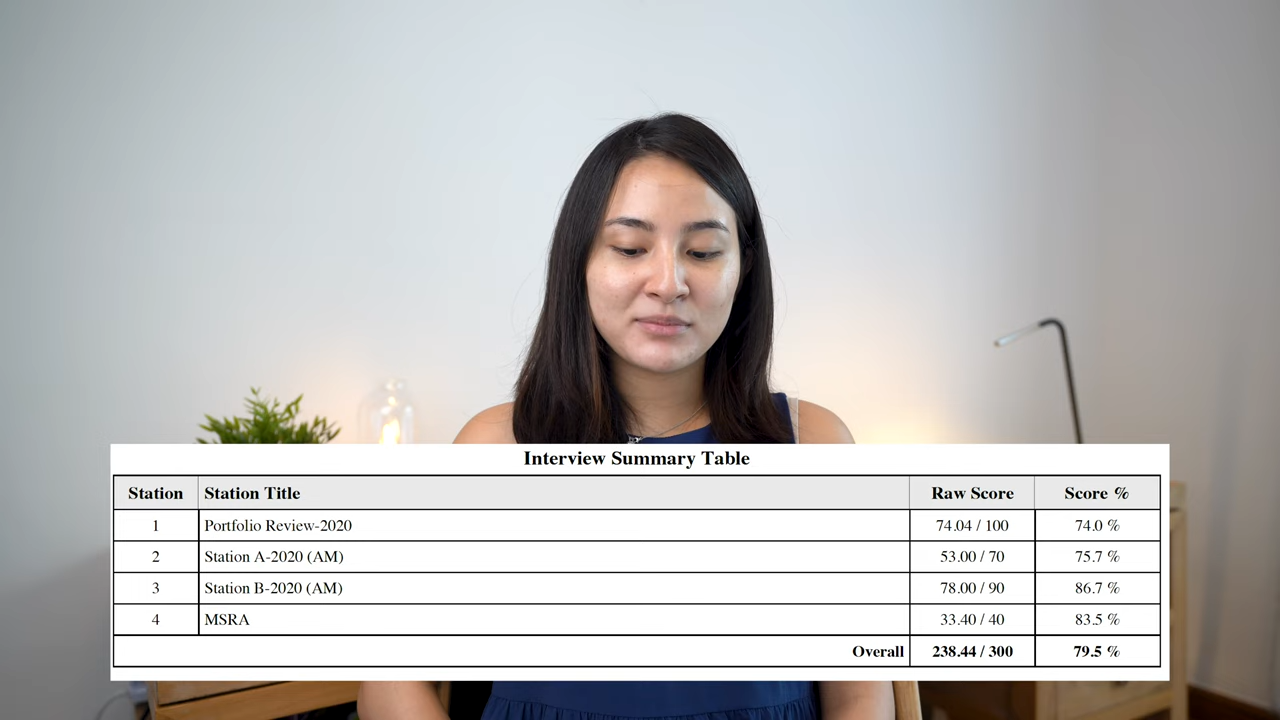 Interview Summary Table
Station Station Title Raw Score Score %
1 Portfolio Review-2020 74.04 / 100 74.0 %
2 Station A-2020 (AM) 53.00 / 70 75.7 %
3 Station B-2020 (AM) 78.00 / 90 86.7 %
4 MSRA 33.40 / 40 83.5 %
Overall 238.44 / 300 79.5 %